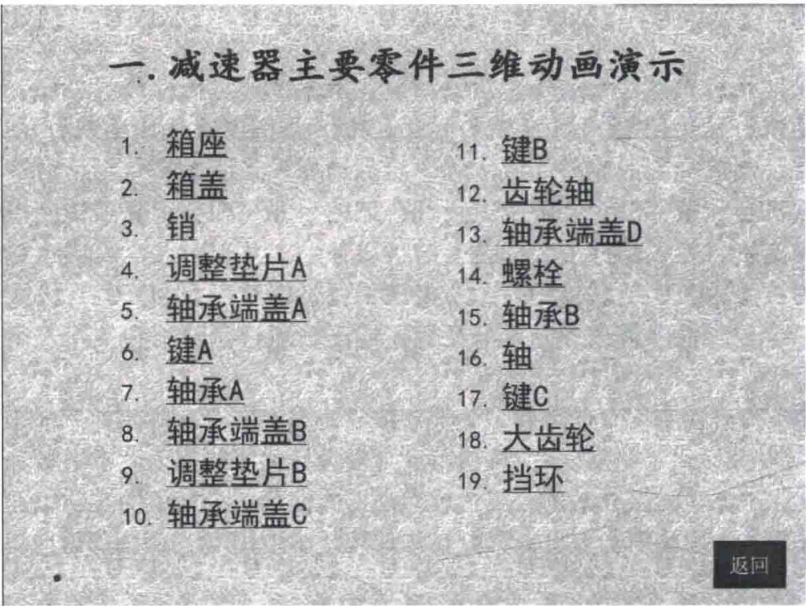 一.减速器主要零件三维动画演示
1. 箱座
2. 箱盖
3. 销
4. 调整垫片A
5. 轴承端盖A
6. 键A
7. 轴承A
8. 轴承端盖B
9. 调整垫片B
10. 轴承端盖C
11. 键B
12. 齿轮轴
13. 轴承端盖D
14. 螺栓
15. 轴承B
16. 轴
17. 键C
18. 大齿轮
19. 挡环
返回